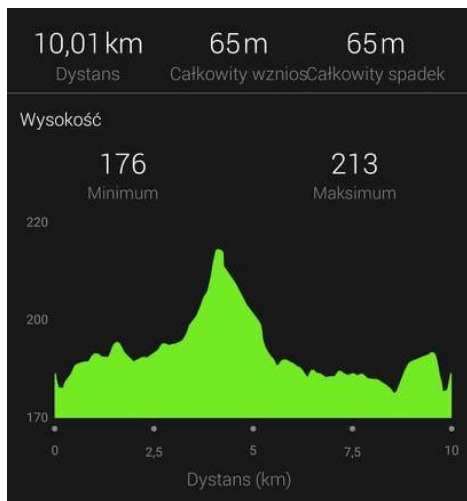 10,01 km 65 m 65 m
Dystans Całkowity wznios Całkowity spadek
Wysokość
176 213
Minimum Maksimum
220
200
170
0 2,5 5 7,5 10
Dystans (km)